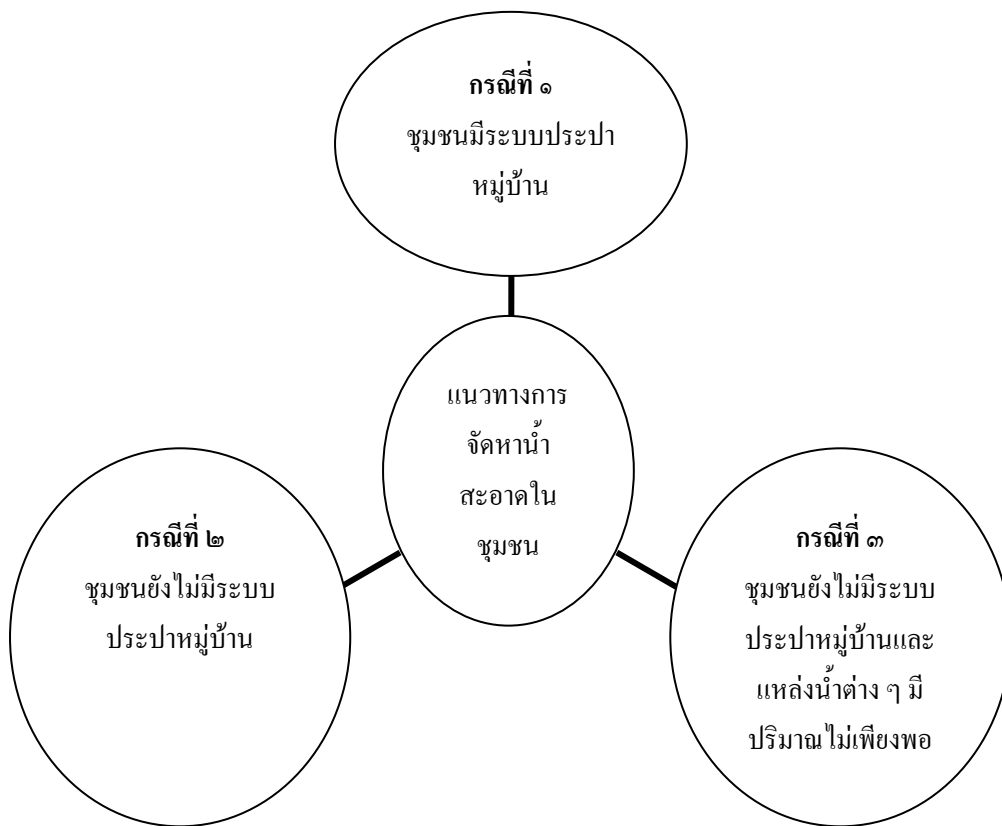 กรณีที่ ๑
ชุมชนมีระบบประปา
หมู่บ้าน
แนวทางการ
จัดหาน้ำ
สะอาดใน
ชุมชน
กรณีที่ ๒
ชุมชนยังไม่มีระบบ
ประปาหมู่บ้าน
กรณีที่ ๓
ชุมชนยังไม่มีระบบ
ประปาหมู่บ้านและ
แหล่งน้ำต่าง ๆ มี
ปริมาณไม่เพียงพอ